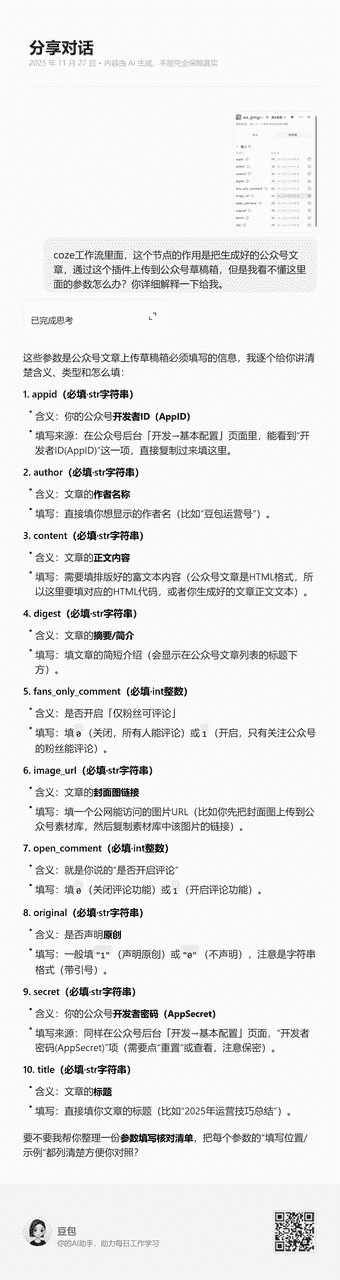 分享对话
2025 年 11 月 27 日 • 内容由 AI 生成，不能完全保障真实
coze工作流里面，这个节点的作用是把生成好的公众号文
章，通过这个插件上传到公众号草稿箱，但是我看不懂这里
面的参数怎么办？你详细解释一下给我。
已完成思考
这些参数是公众号文章上传草稿箱必须填写的信息，我逐个给你讲清
楚含义、类型和怎么填：
1. appid（必填·str字符串）
• 含义：你的公众号开发者ID（AppID）
• 填写来源：在公众号后台「开发→基本配置」页面里，能看到“开
发者ID(AppID)”这一项，直接复制过来填这里。
2. author（必填·str字符串）
• 含义：文章的作者名称
• 填写：直接填你想显示的作者名（比如“豆包运营号”）。
3. content（必填·str字符串）
• 含义：文章的正文内容
• 填写：需要填排版好的富文本内容（公众号文章是HTML格式，所
以这里要填对应的HTML代码，或者你生成好的文章正文文本）。
4. digest（必填·str字符串）
• 含义：文章的摘要/简介
• 填写：填文章的简短介绍（会显示在公众号文章列表的标题下
方）。
5. fans_only_comment（必填·int整数）
• 含义：是否开启「仅粉丝可评论」
• 填写：填 0 （关闭，所有人能评论）或 1 （开启，只有关注公众号
的粉丝能评论）。
6. image_url（必填·str字符串）
• 含义：文章的封面图链接
• 填写：填一个公网能访问的图片URL（比如你先把封面图上传到公
众号素材库，然后复制素材库中该图片的链接）。
7. open_comment（必填·int整数）
• 含义：就是你说的“是否开启评论”
• 填写：填 0 （关闭评论功能）或 1 （开启评论功能）。
8. original（必填·str字符串）
• 含义：是否声明原创
• 填写：一般填 "1" （声明原创）或 "0" （不声明），注意是字符串
格式（带引号）。
9. secret（必填·str字符串）
• 含义：你的公众号开发者密码（AppSecret）
• 填写来源：同样在公众号后台「开发→基本配置」页面，“开发者
密码(AppSecret)”项（需要点“重置”或查看，注意保密）。
10. title（必填·str字符串）
• 含义：文章的标题
• 填写：直接填你文章的标题（比如“2025年运营技巧总结”）。
要不要我帮你整理一份参数填写核对清单，把每个参数的“填写位置/
示例”都列清楚方便你对照？
豆包
你的AI助手，助力每日工作学习